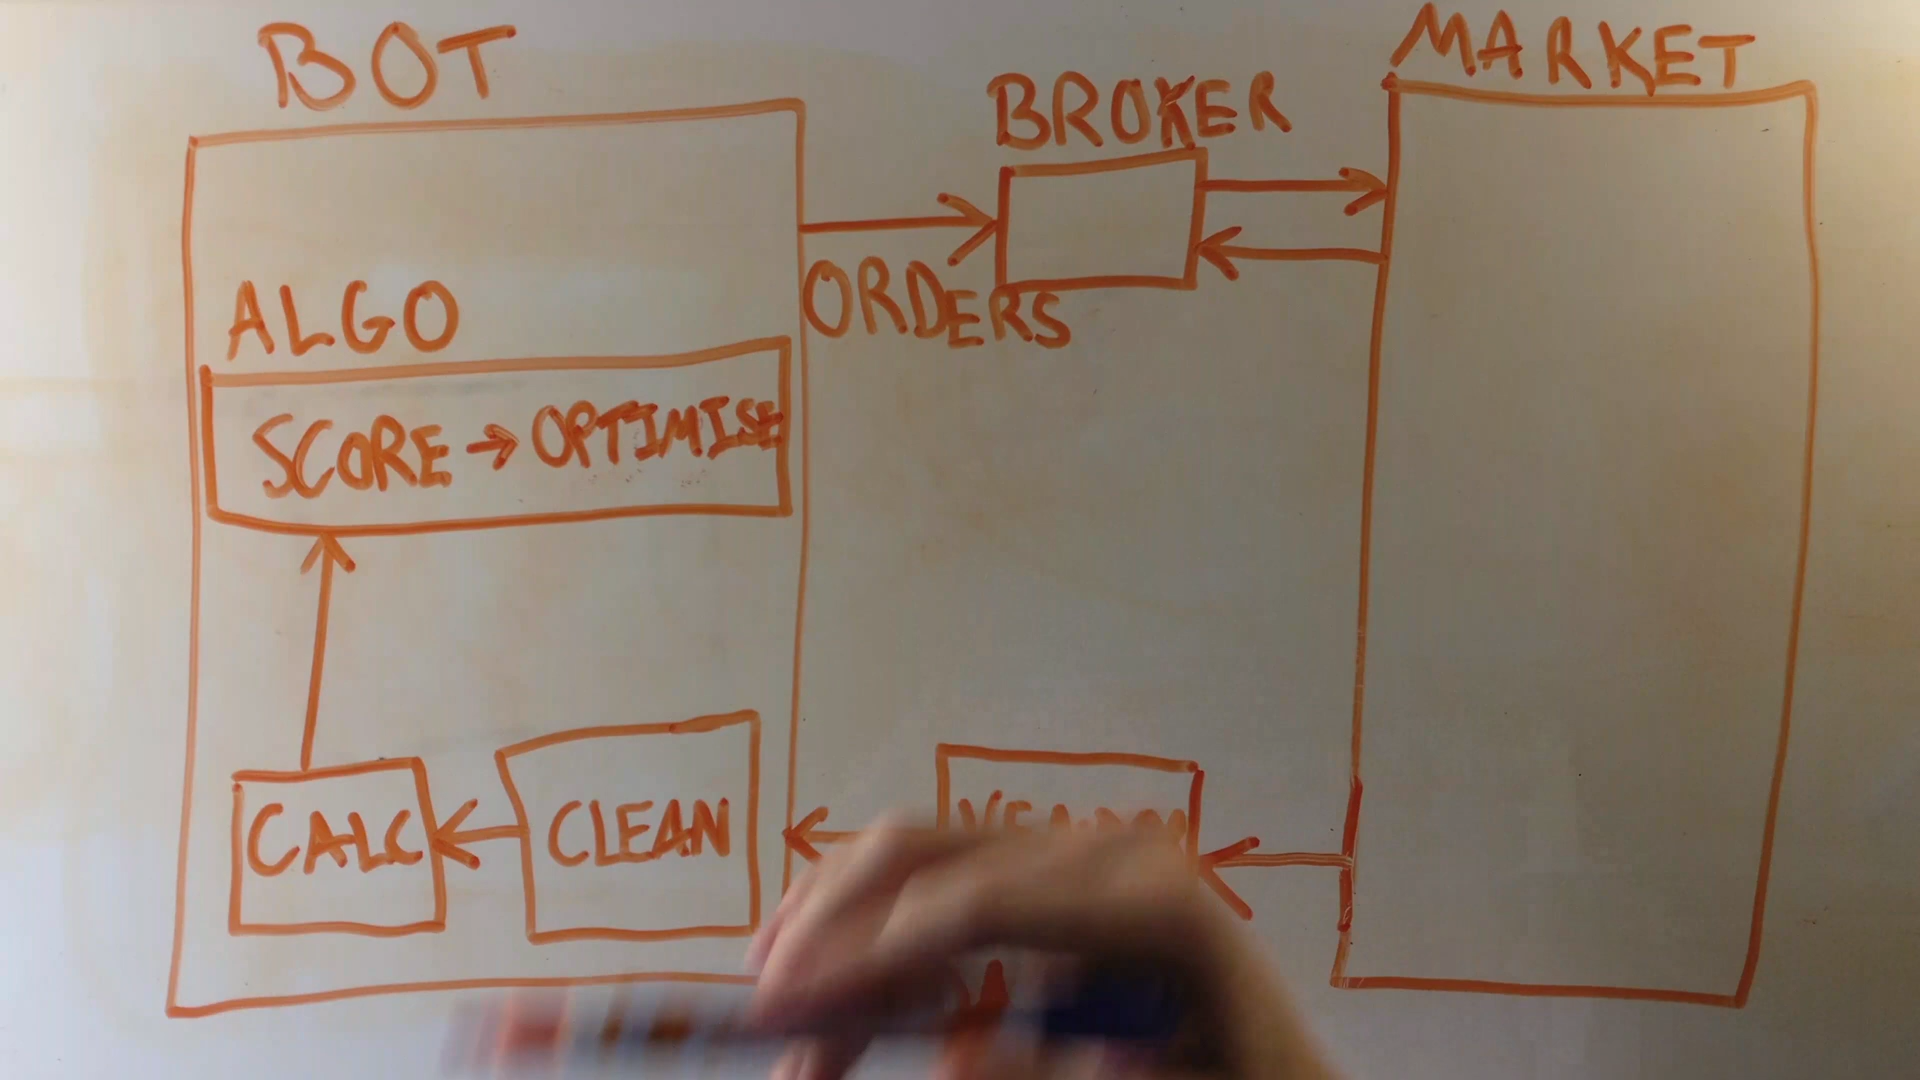 BOT
MARKET
BROKER
ORDERS
ALGO
SCORE → OPTIMISE
CALC
CLEAN